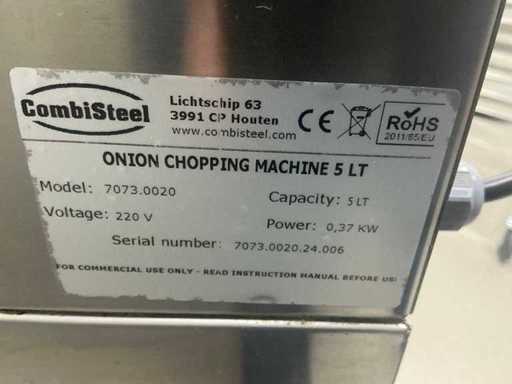 CombiSteel
Lichtschip 63
3991 CP Houten
www.combisteel.com
CE
RoHS
2011/65/EU
ONION CHOPPING MACHINE 5 LT
Model: 7073.0020
Capacity: 5 LT
Voltage: 220 V
Power: 0,37 KW
Serial number: 7073.0020.24.006
FOR COMMERCIAL USE ONLY - READ INSTRUCTION MANUAL BEFORE USE